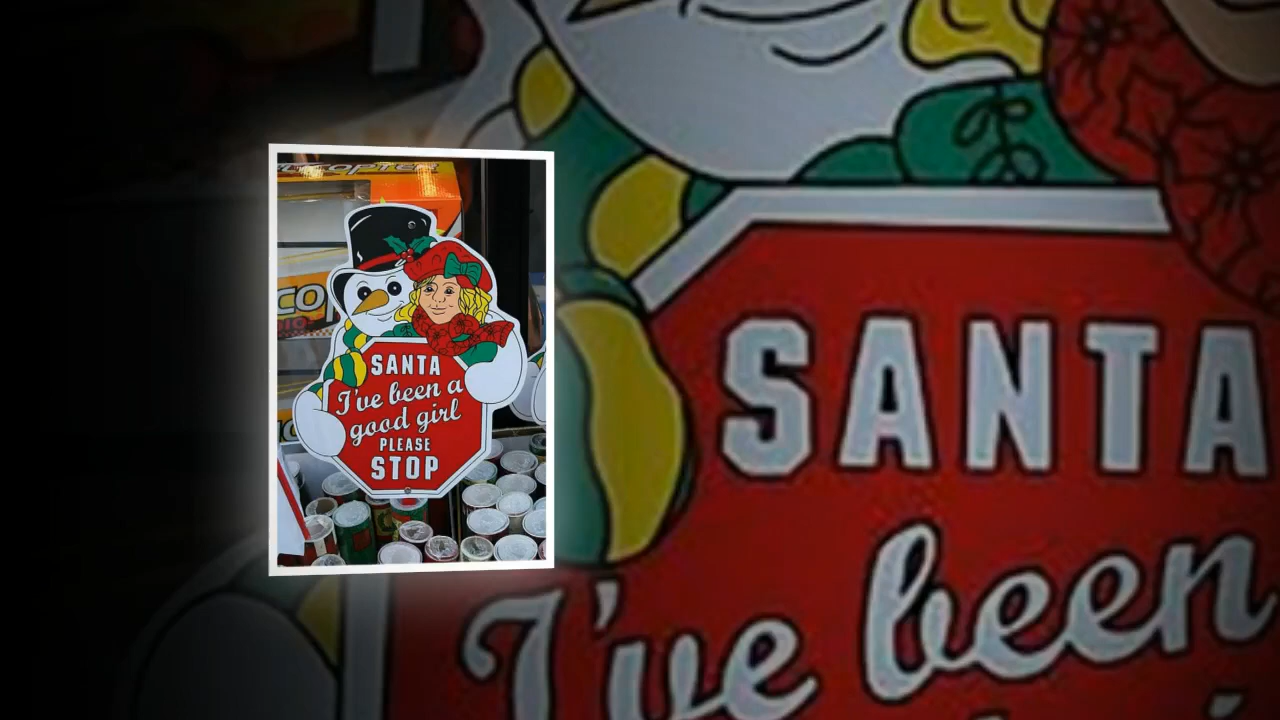 SANTA
I've been a
good girl
PLEASE
STOP
SANTA
I've been